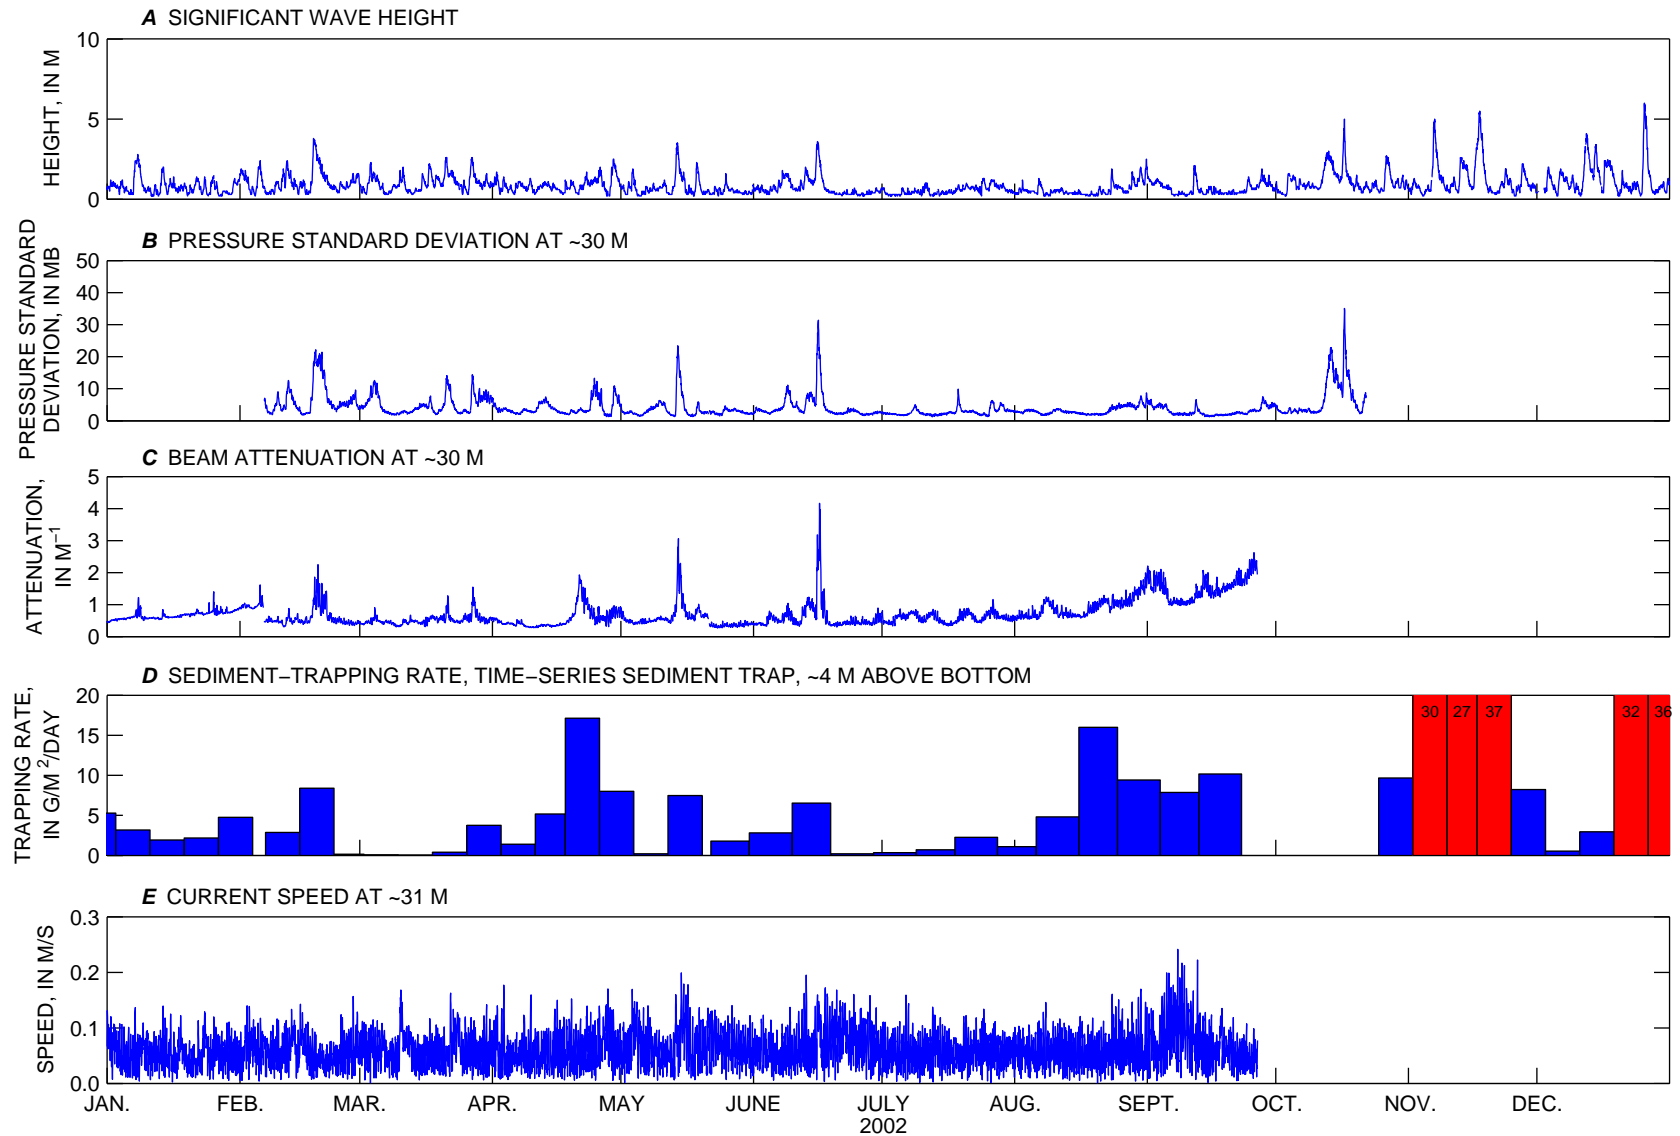 A SIGNIFICANT WAVE HEIGHT
10
5
0
HEIGHT, IN M
B PRESSURE STANDARD DEVIATION AT ~30 M
50
40
30
20
10
0
PRESSURE STANDARD
DEVIATION, IN MB
C BEAM ATTENUATION AT ~30 M
5
4
3
2
1
0
ATTENUATION,
IN M−1
D SEDIMENT−TRAPPING RATE, TIME−SERIES SEDIMENT TRAP, ~4 M ABOVE BOTTOM
20
15
10
5
0
TRAPPING RATE,
IN G/M 2/DAY
30 27 37 32 36
E CURRENT SPEED AT ~31 M
0.3
0.2
0.1
0.0
SPEED, IN M/S
JAN. FEB. MAR. APR. MAY JUNE JULY AUG. SEPT. OCT. NOV. DEC.
2002